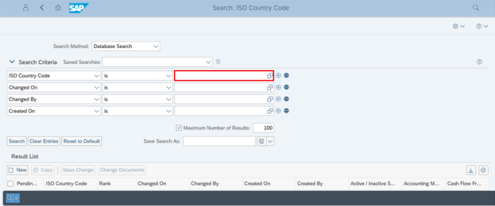 SAP
Search: ISO Country Code
Search Method: Database Search
Search Criteria Saved Searches:
ISO Country Code is
Changed On is
Changed By is
Created On is
Maximum Number of Results: 100
Search Clear Entries Reset to Default Save Search As:
Result List
New Copy Mass Change Change Documents
Pendin... ISO Country Code Rank Changed On Changed By Created On Created By Active / Inactive S... Accounting M... Cash Flow Fr...